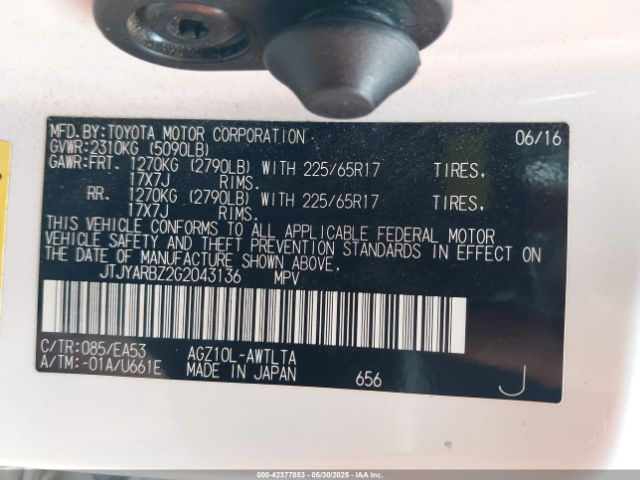 MFD.BY:TOYOTA MOTOR CORPORATION 06/16
GVWR:2310KG (5090LB)
GAWR:FRT. 1270KG (2790LB) WITH 225/65R17 TIRES,
17X7J RIMS.
RR. 1270KG (2790LB) WITH 225/65R17 TIRES,
17X7J RIMS.
THIS VEHICLE CONFORMS TO ALL APPLICABLE FEDERAL MOTOR
VEHICLE SAFETY AND THEFT PREVENTION STANDARDS IN EFFECT ON
THE DATE OF MANUFACTURE SHOWN ABOVE.
JTJYARBZ2G2043136 MPV
C/TR:085/EA53 AGZ10L-AWTLTA
A/TM:-01A/U661E MADE IN JAPAN 656 J
000-42377853 - 05/30/2025 - IAA Inc.